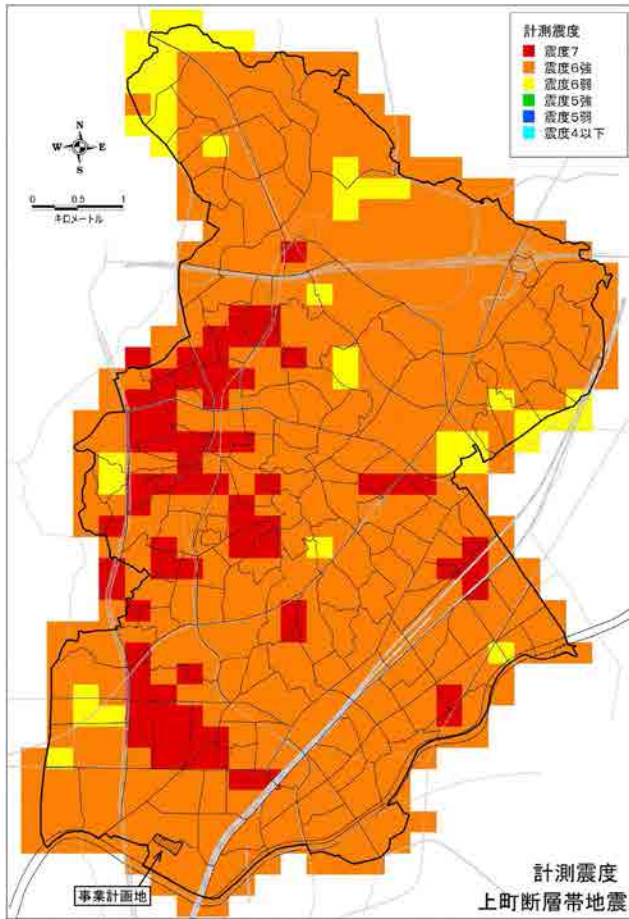 計測震度
震度7
震度6強
震度6弱
震度5強
震度5弱
震度4以下
N
W E
S
0 0.5 1
キロメートル
事業計画地
計測震度
上町断層帯地震